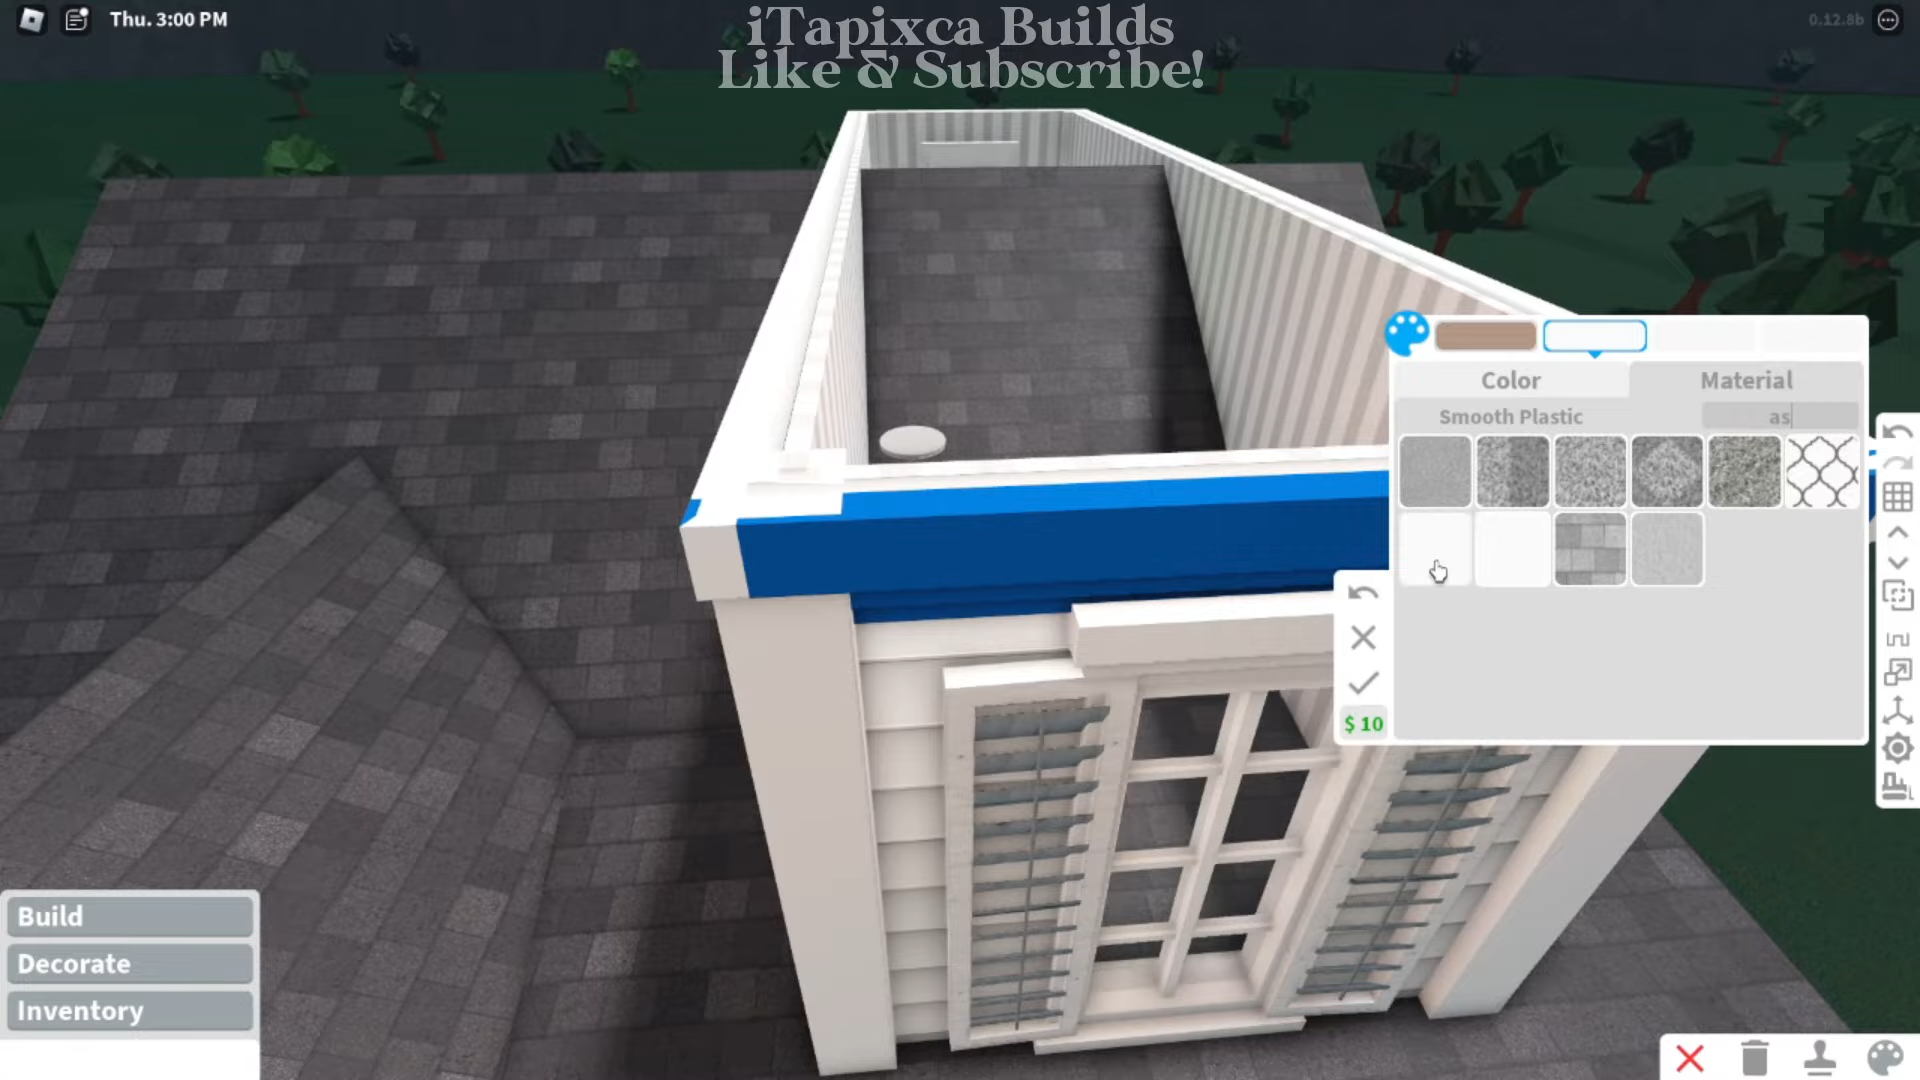 Thu. 3:00 PM
iTapixca Builds
Like & Subscribe!
0.12.8b
Color
Material
Smooth Plastic
as
$ 10
Build
Decorate
Inventory